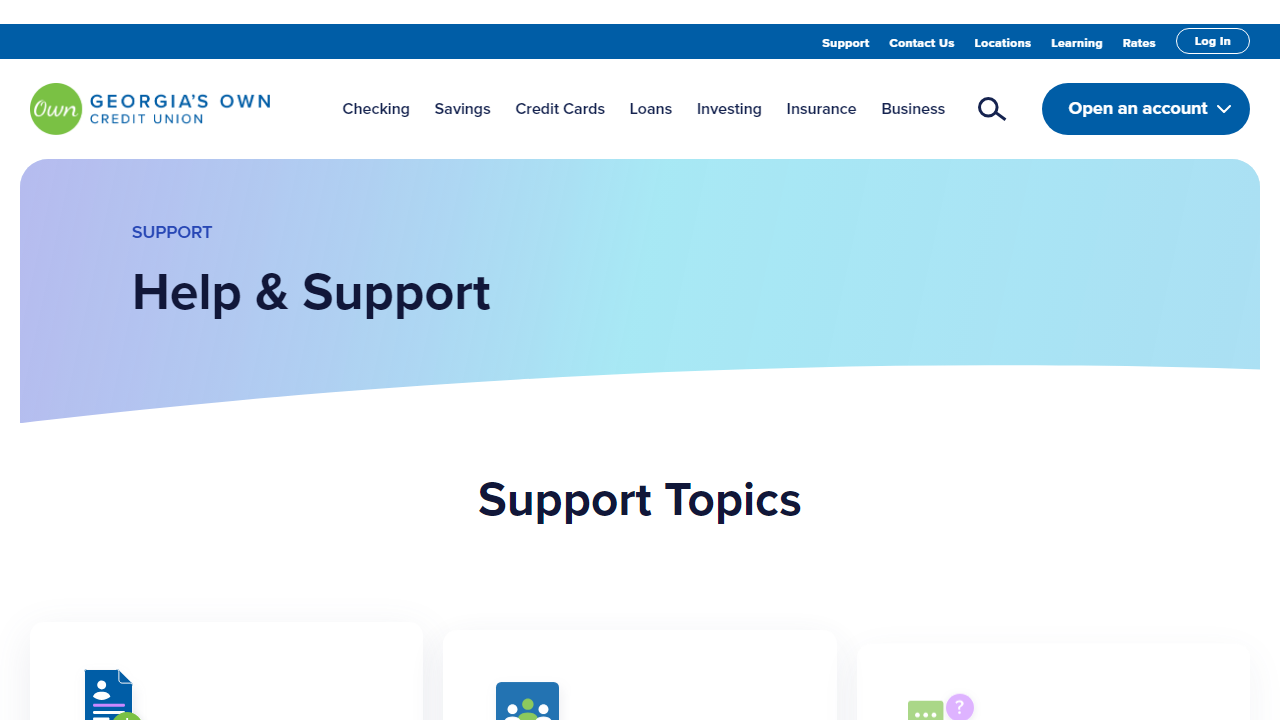 Support Contact Us Locations Learning Rates Log In
Own GEORGIA'S OWN
CREDIT UNION
Checking Savings Credit Cards Loans Investing Insurance Business Open an account
SUPPORT
Help & Support
Support Topics
?